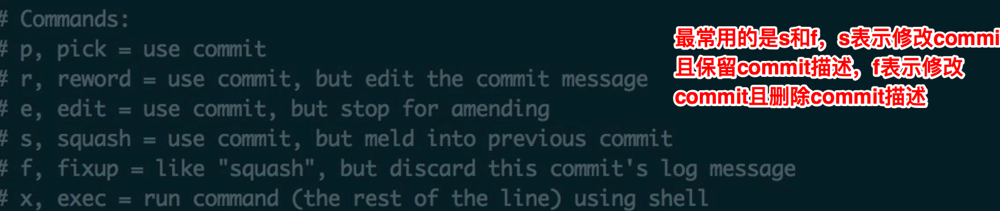 # Commands:
# p, pick = use commit
# r, reword = use commit, but edit the commit message
# e, edit = use commit, but stop for amending
# s, squash = use commit, but meld into previous commit
# f, fixup = like "squash", but discard this commit's log message
# x, exec = run command (the rest of the line) using shell
最常用的是s和f，s表示修改commi
且保留commit描述，f表示修改
commit且删除commit描述